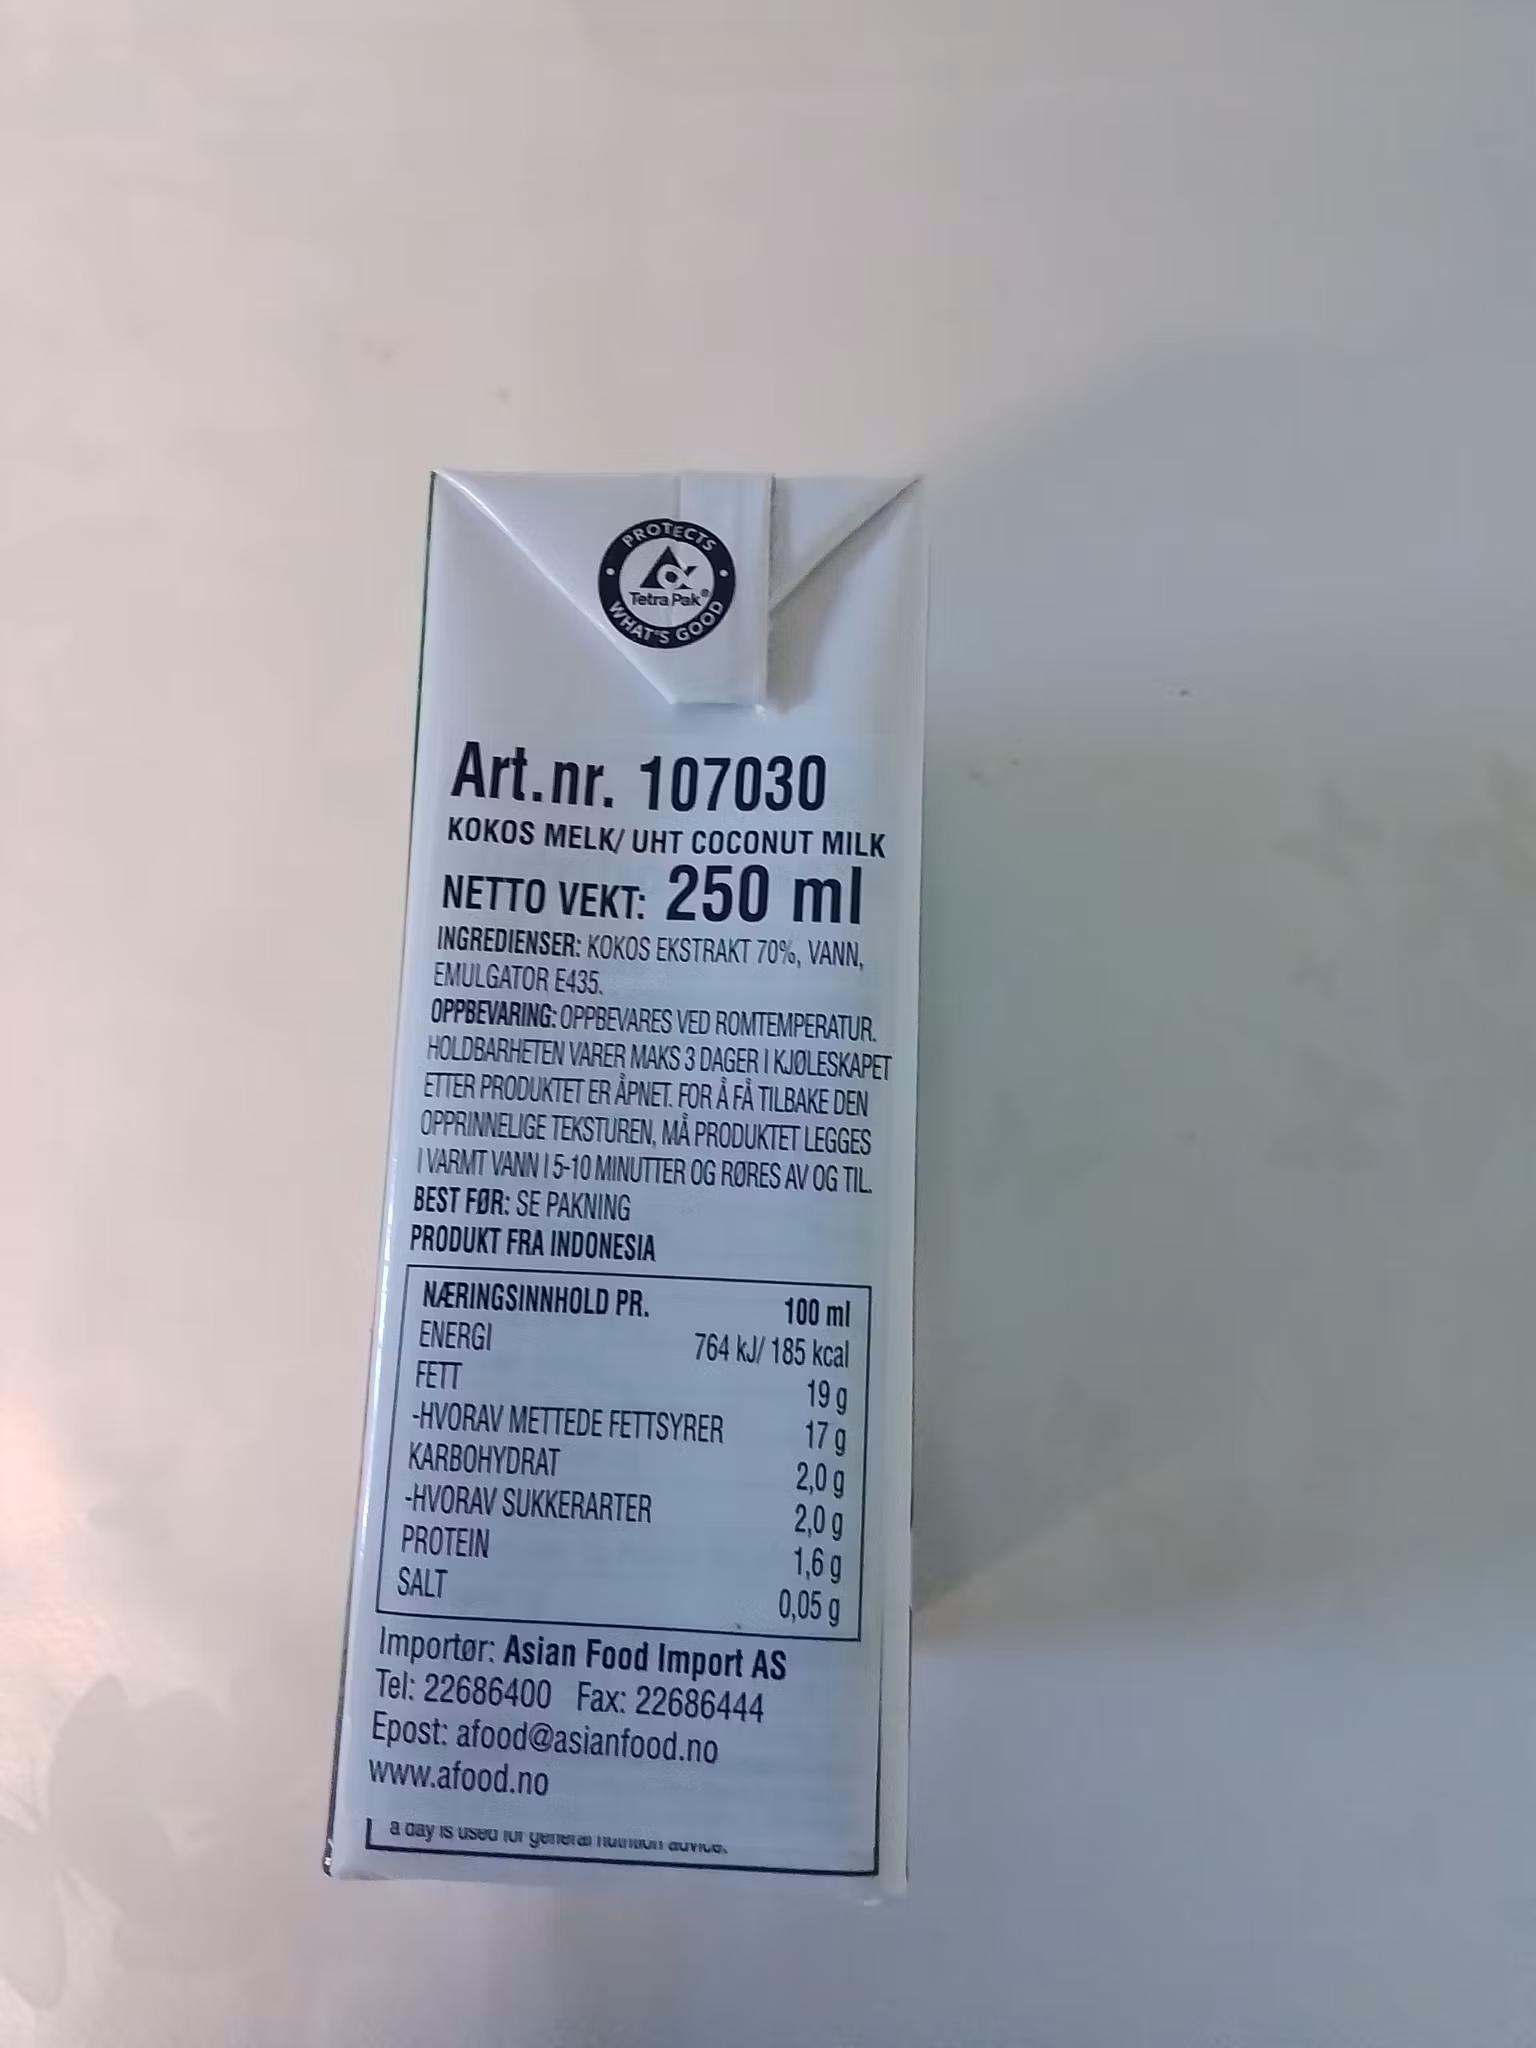 PROTECTS
Tetra Pak®
WHAT'S GOOD
Art.nr. 107030
KOKOS MELK/ UHT COCONUT MILK
NETTO VEKT: 250 ml
INGREDIENSER: KOKOS EKSTRAKT 70%, VANN,
EMULGATOR E435.
OPPBEVARING: OPPBEVARES VED ROMTEMPERATUR.
HOLDBARHETEN VARER MAKS 3 DAGER I KJØLESKAPET
ETTER PRODUKTET ER ÅPNET. FOR Å FÅ TILBAKE DEN
OPPRINNELIGE TEKSTUREN, MÅ PRODUKTET LEGGES
I VARMT VANN I 5-10 MINUTTER OG RØRES AV OG TIL.
BEST FØR: SE PAKNING
PRODUKT FRA INDONESIA
NÆRINGSINNHOLD PR. 100 ml
ENERGI 764 kJ/ 185 kcal
FETT 19 g
-HVORAV METTEDE FETTSYRER 17 g
KARBOHYDRAT 2,0 g
-HVORAV SUKKERARTER 2,0 g
PROTEIN 1,6 g
SALT 0,05 g
Importør: Asian Food Import AS
Tel: 22686400 Fax: 22686444
Epost: afood@asianfood.no
www.afood.no
a day is used for general nutrition advice.